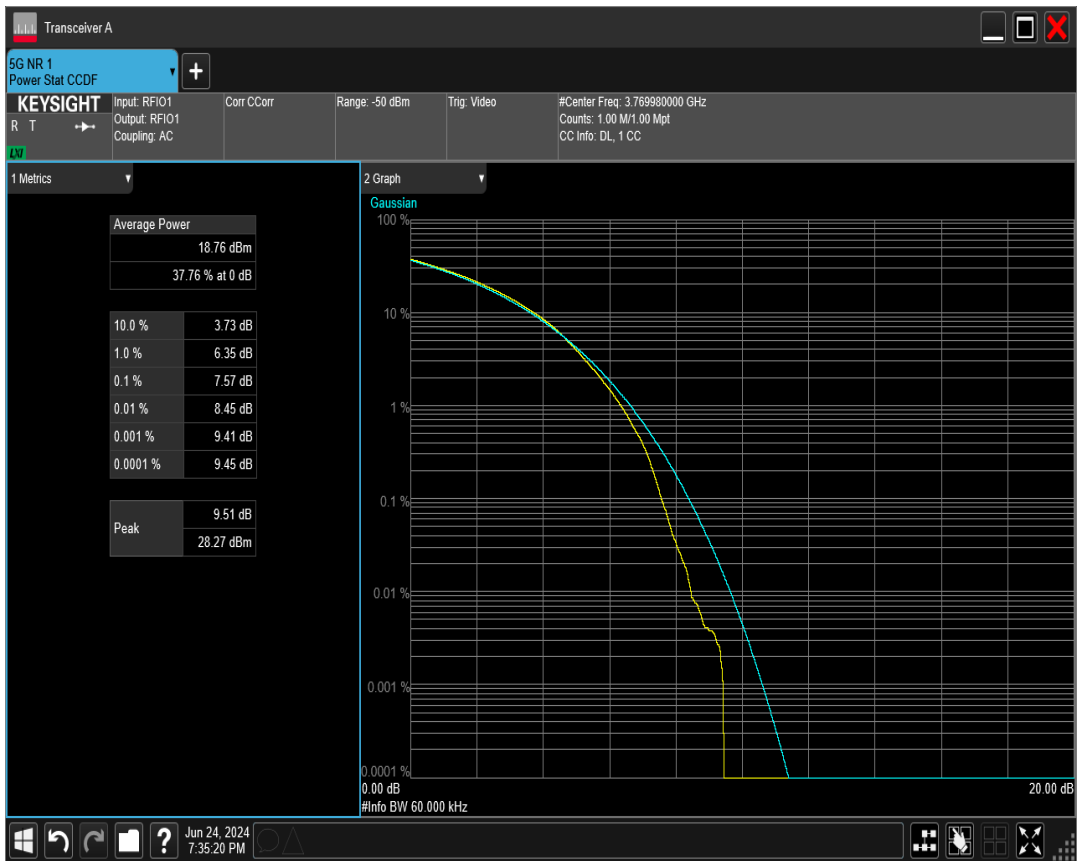 Transceiver A
5G NR 1
Power Stat CCDF
+
KEYSIGHT
R T
LXI
Input: RFIO1
Output: RFIO1
Coupling: AC
Corr CCorr
Range: -50 dBm
Trig: Video
#Center Freq: 3.769980000 GHz
Counts: 1.00 M/1.00 Mpt
CC Info: DL, 1 CC
1 Metrics
Average Power
18.76 dBm
37.76 % at 0 dB
10.0 % 3.73 dB
1.0 % 6.35 dB
0.1 % 7.57 dB
0.01 % 8.45 dB
0.001 % 9.41 dB
0.0001 % 9.45 dB
Peak
9.51 dB
28.27 dBm
2 Graph
Gaussian
100 %
10 %
1 %
0.1 %
0.01 %
0.001 %
0.0001 %
0.00 dB 20.00 dB
#Info BW 60.000 kHz
?
Jun 24, 2024
7:35:20 PM